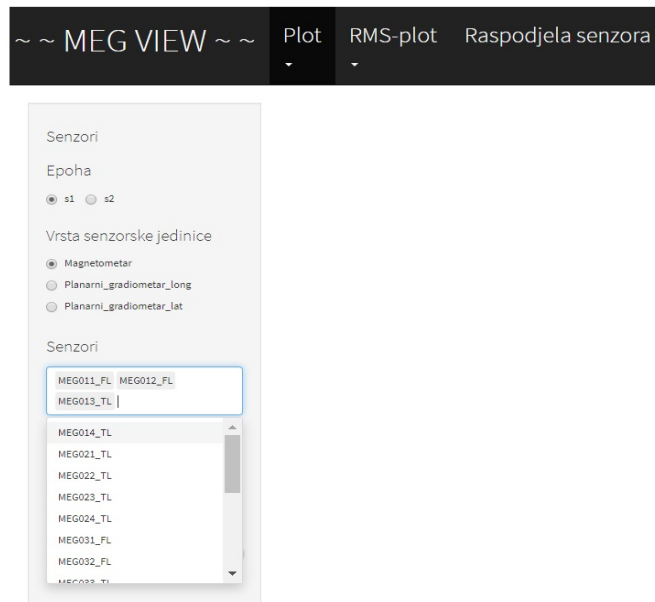 ~ ~ MEG VIEW ~ ~ Plot RMS-plot Raspodjela senzora
Senzori
Epoha
s1 s2
Vrsta senzorske jedinice
Magnetometar
Planarni_gradiometar_long
Planarni_gradiometar_lat
Senzori
MEG011_FL MEG012_FL
MEG013_TL
MEG014_TL
MEG021_TL
MEG022_TL
MEG023_TL
MEG024_TL
MEG031_FL
MEG032_FL
MEG033_TL